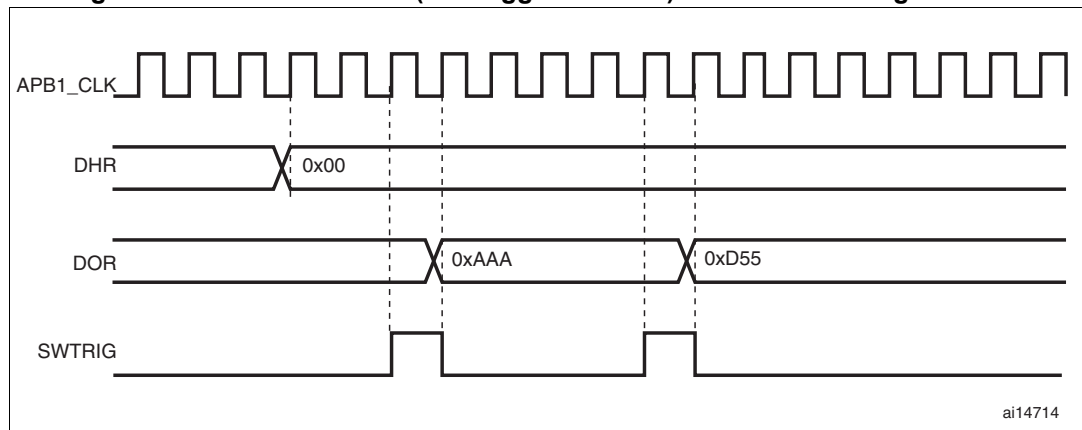 APB1_CLK
DHR
0x00
DOR
0xAAA
0xD55
SWTRIG
ai14714